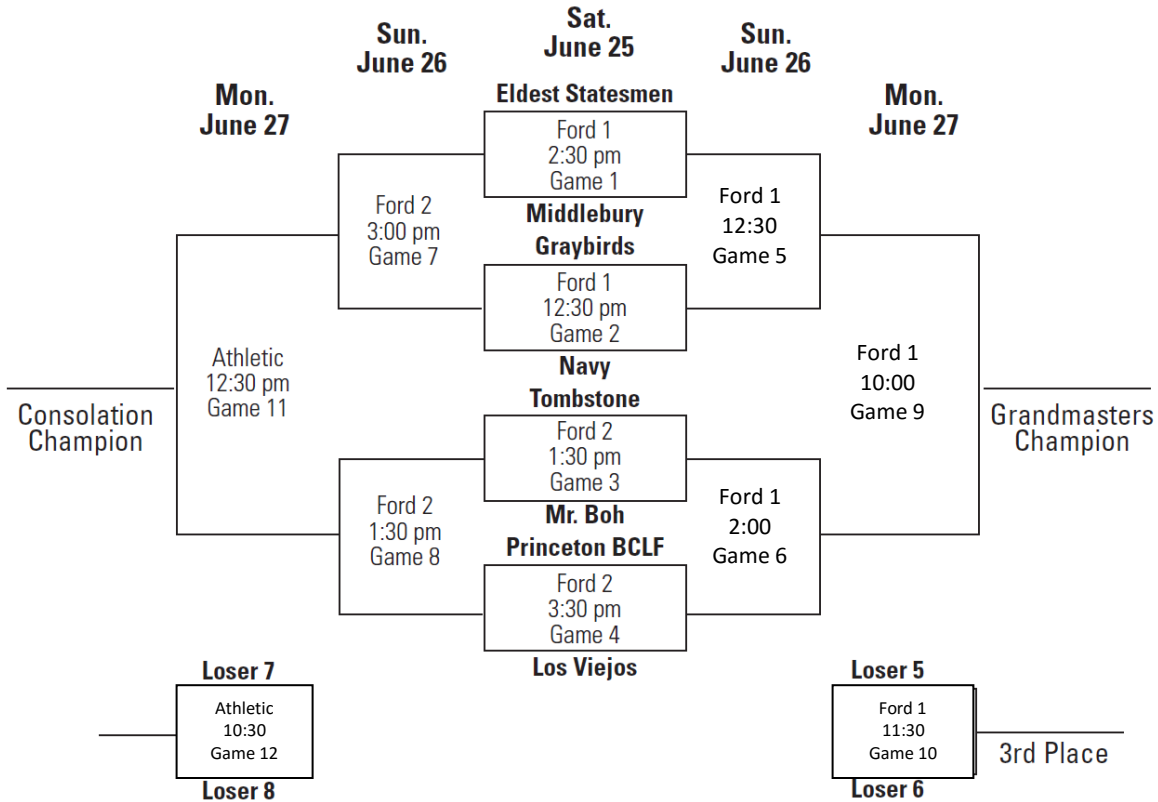 Sat.
June 25
Sun.
June 26
Sun.
June 26
Mon.
June 27
Mon.
June 27
Eldest Statesmen
Ford 1
2:30 pm
Game 1
Middlebury
Graybirds
Ford 1
12:30 pm
Game 2
Navy
Tombstone
Ford 2
1:30 pm
Game 3
Mr. Boh
Princeton BCLF
Ford 2
3:30 pm
Game 4
Los Viejos
Ford 2
3:00 pm
Game 7
Ford 1
12:30
Game 5
Ford 2
1:30 pm
Game 8
Ford 1
2:00
Game 6
Athletic
12:30 pm
Game 11
Ford 1
10:00
Game 9
Consolation
Champion
Grandmasters
Champion
Loser 7
Athletic
10:30
Game 12
Loser 8
Loser 5
Ford 1
11:30
Game 10
Loser 6
3rd Place